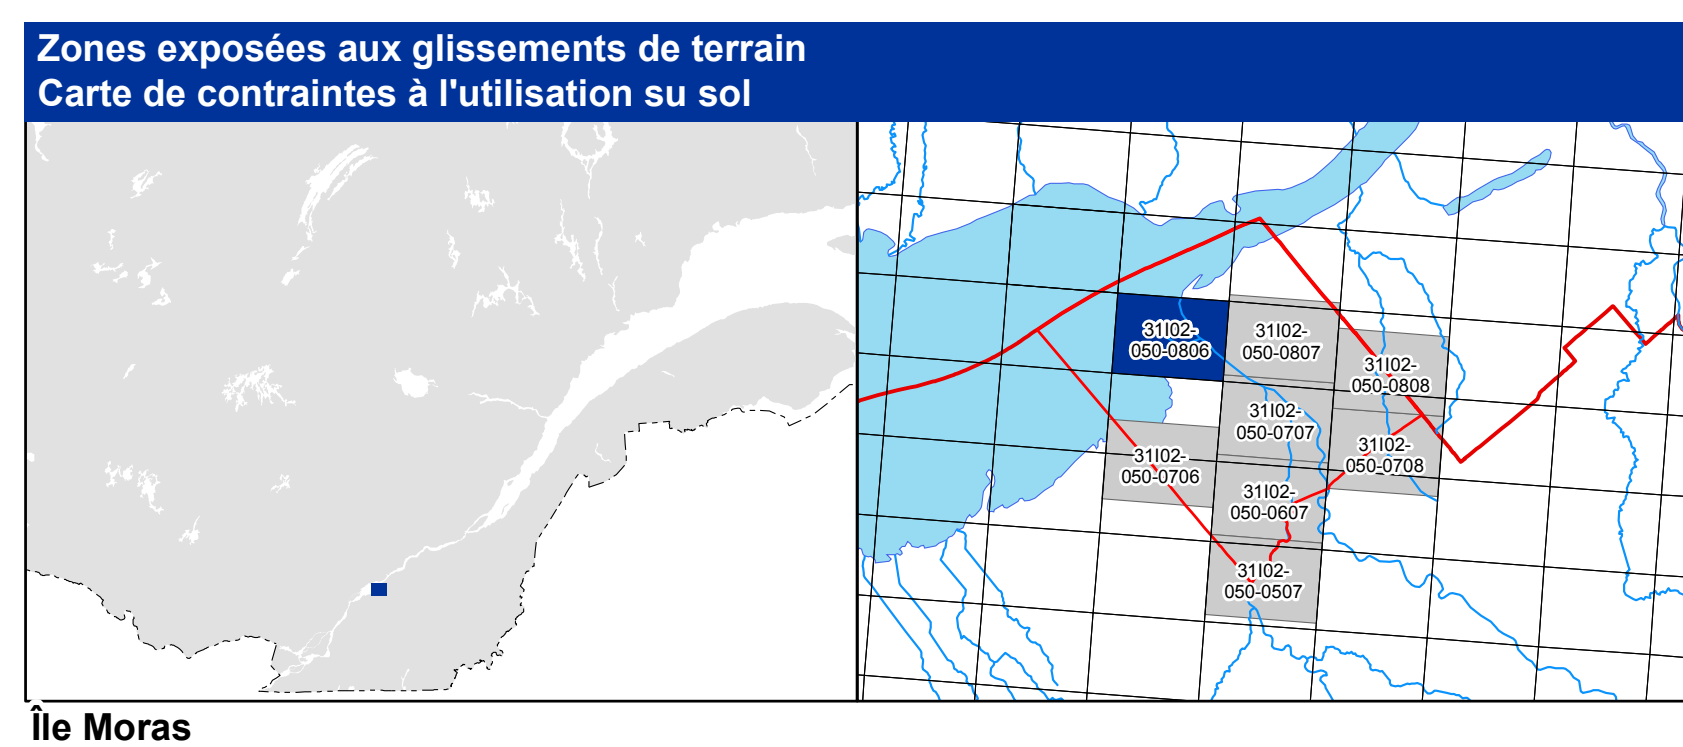 Zones exposées aux glissements de terrain
Carte de contraintes à l'utilisation su sol
31I02-
050-0806
31I02-
050-0807
31I02-
050-0808
31I02-
050-0707
31I02-
050-0708
31I02-
050-0706
31I02-
050-0607
31I02-
050-0507
Île Moras